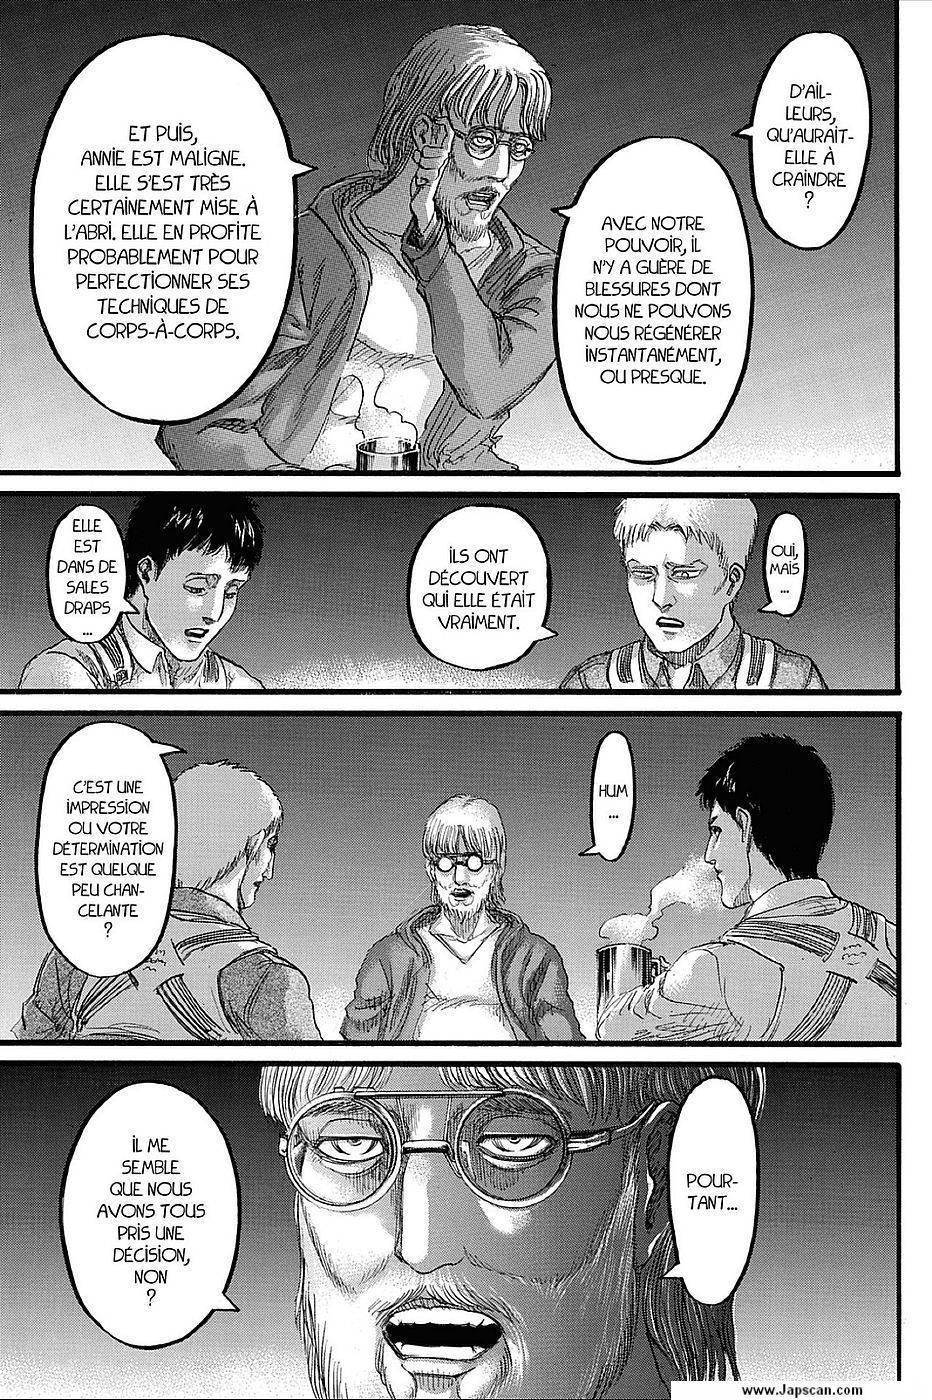 D'AIL-
LEURS,
QU'AURAIT-
ELLE À
CRAINDRE
?
AVEC NOTRE
POUVOIR, IL
N'Y A GUÈRE DE
BLESSURES DONT
NOUS NE POUVONS
NOUS RÉGÉNÉRER
INSTANTANÉMENT,
OU PRESQUE.
ET PUIS,
ANNIE EST MALIGNE.
ELLE S'EST TRÈS
CERTAINEMENT MISE À
L'ABRI. ELLE EN PROFITE
PROBABLEMENT POUR
PERFECTIONNER SES
TECHNIQUES DE
CORPS-À-CORPS.
OUI,
MAIS
...
ILS ONT
DÉCOUVERT
QUI ELLE ÉTAIT
VRAIMENT.
ELLE
EST
DANS DE
SALES
DRAPS
...
HUM
...
C'EST UNE
IMPRESSION
OU VOTRE
DÉTERMINATION
EST QUELQUE
PEU CHAN-
CELANTE
?
POUR-
TANT...
IL ME
SEMBLE
QUE NOUS
AVONS TOUS
PRIS UNE
DÉCISION,
NON
?
www.Japscan.com